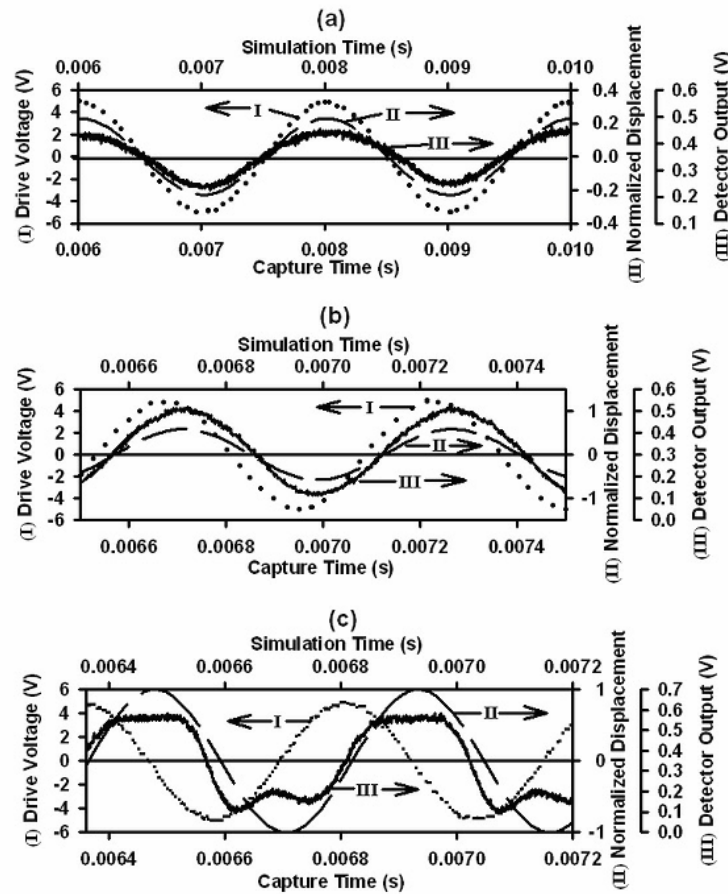 (a)
Simulation Time (s)
0.006 0.007 0.008 0.009 0.010
(I) Drive Voltage (V)
6
4
2
0
-2
-4
-6
I
II
III
0.4
0.2
0.0
-0.2
-0.4
(II) Normalized Displacement
0.6
0.5
0.4
0.3
0.2
0.1
(III) Detector Output (V)
0.006 0.007 0.008 0.009 0.010
Capture Time (s)
(b)
Simulation Time (s)
0.0066 0.0068 0.0070 0.0072 0.0074
(I) Drive Voltage (V)
6
4
2
0
-2
-4
-6
I
II
III
1
0
-1
(II) Normalized Displacement
0.6
0.5
0.4
0.3
0.2
0.1
0.0
(III) Detector Output (V)
0.0066 0.0068 0.0070 0.0072 0.0074
Capture Time (s)
(c)
Simulation Time (s)
0.0064 0.0066 0.0068 0.0070 0.0072
(I) Drive Voltage (V)
6
4
2
0
-2
-4
-6
I
II
III
1
0
-1
(II) Normalized Displacement
0.7
0.6
0.5
0.4
0.3
0.2
0.1
0.0
(III) Detector Output (V)
0.0064 0.0066 0.0068 0.0070 0.0072
Capture Time (s)